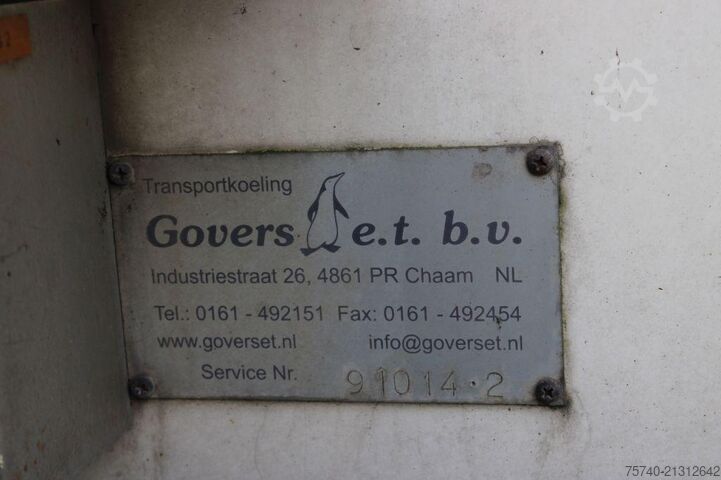 Transportkoeling
Govers e.t. b.v.
Industriestraat 26, 4861 PR Chaam NL
Tel.: 0161 - 492151 Fax: 0161 - 492454
www.goverset.nl info@goverset.nl
Service Nr. 91014-2
75740-21312642